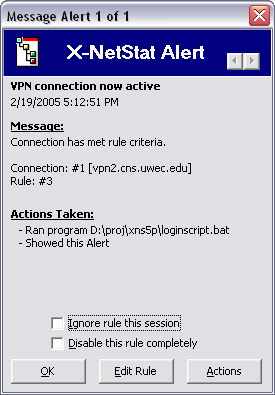 Message Alert 1 of 1
X-NetStat Alert
VPN connection now active
2/19/2005 5:12:51 PM
Message:
Connection has met rule criteria.
Connection: #1 [vpn2.cns.uwec.edu]
Rule: #3
Actions Taken:
- Ran program D:\proj\xns5p\loginscript.bat
- Showed this Alert
Ignore rule this session
Disable this rule completely
OK
Edit Rule
Actions